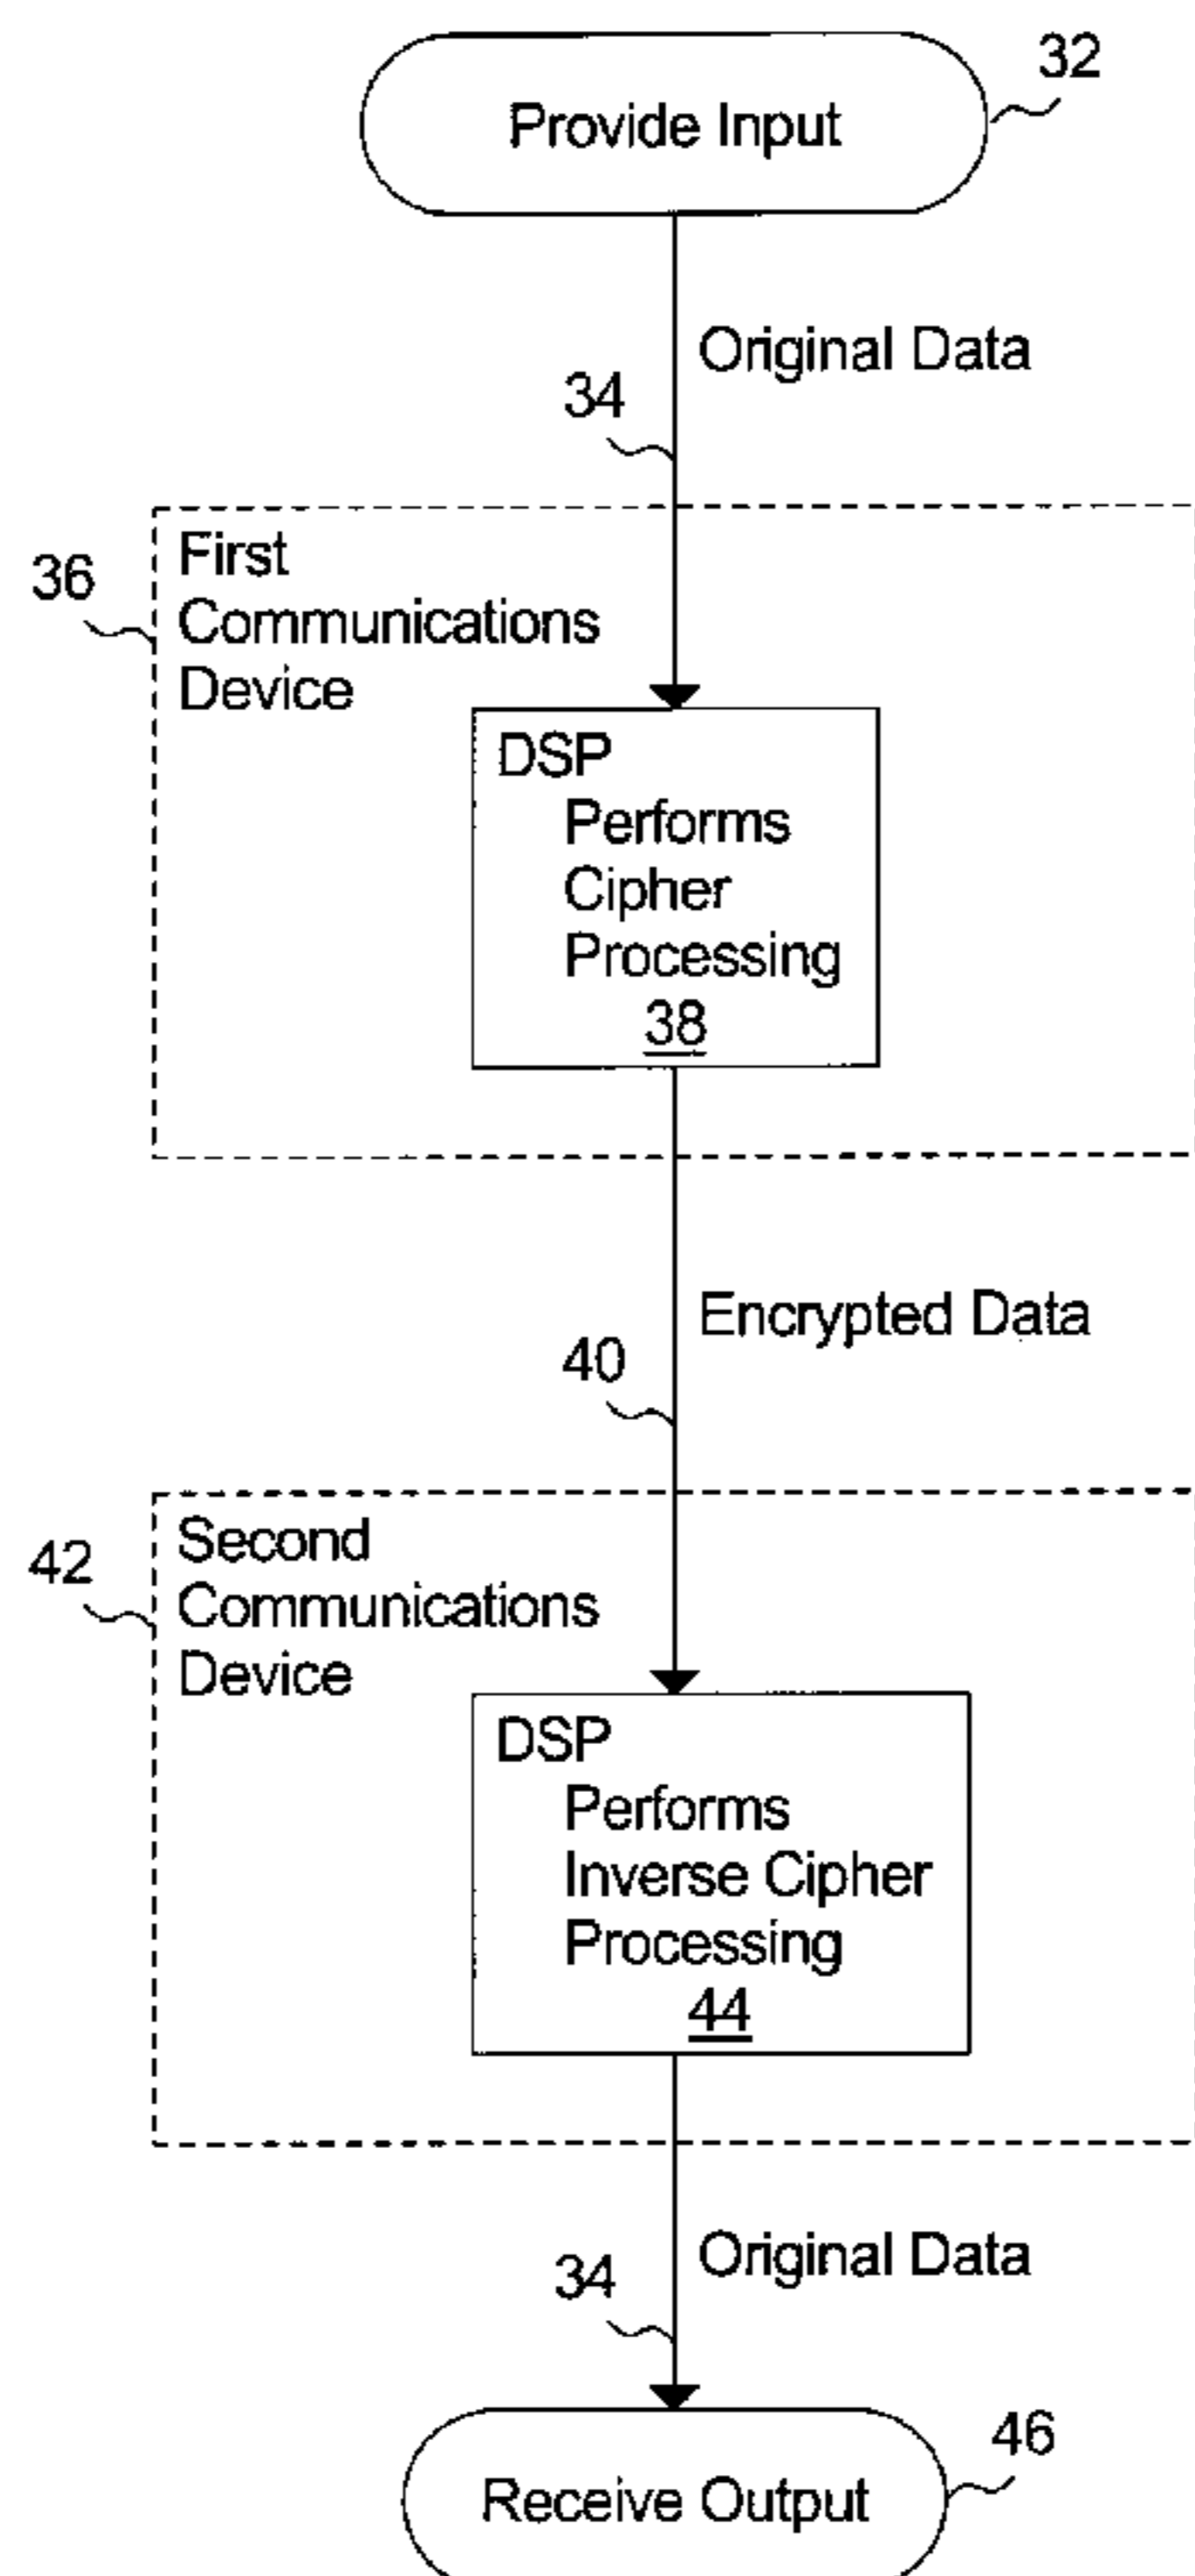 Provide Input
32
Original Data
34
First
Communications
Device
36
DSP
Performs
Cipher
Processing
38
Encrypted Data
40
Second
Communications
Device
42
DSP
Performs
Inverse Cipher
Processing
44
Original Data
34
Receive Output
46